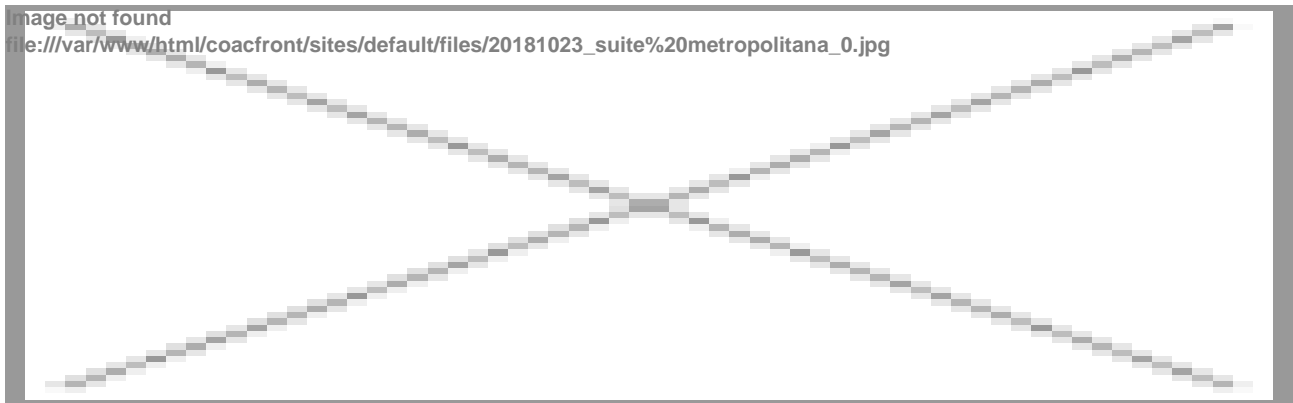 Image not found
file:///var/www/html/coacfront/sites/default/files/20181023_suite%20metropolitana_0.jpg